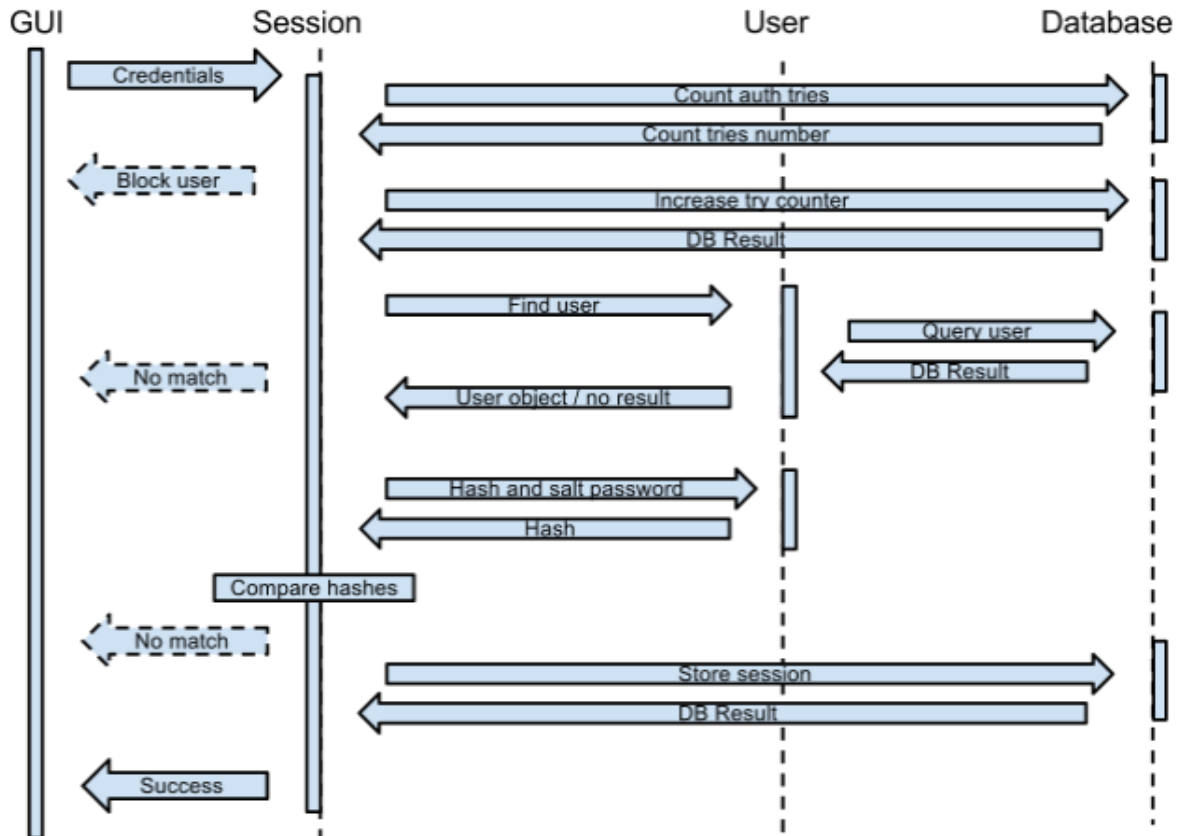 GUI
Session
User
Database
Credentials
Count auth tries
Count tries number
Block user
Increase try counter
DB Result
Find user
Query user
No match
DB Result
User object / no result
Hash and salt password
Hash
Compare hashes
No match
Store session
DB Result
Success